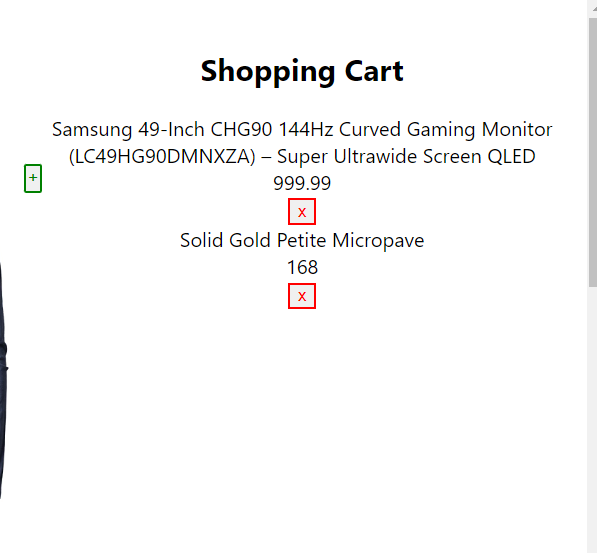 Shopping Cart
Samsung 49-Inch CHG90 144Hz Curved Gaming Monitor
(LC49HG90DMNXZA) – Super Ultrawide Screen QLED
+
999.99
x
Solid Gold Petite Micropave
168
x